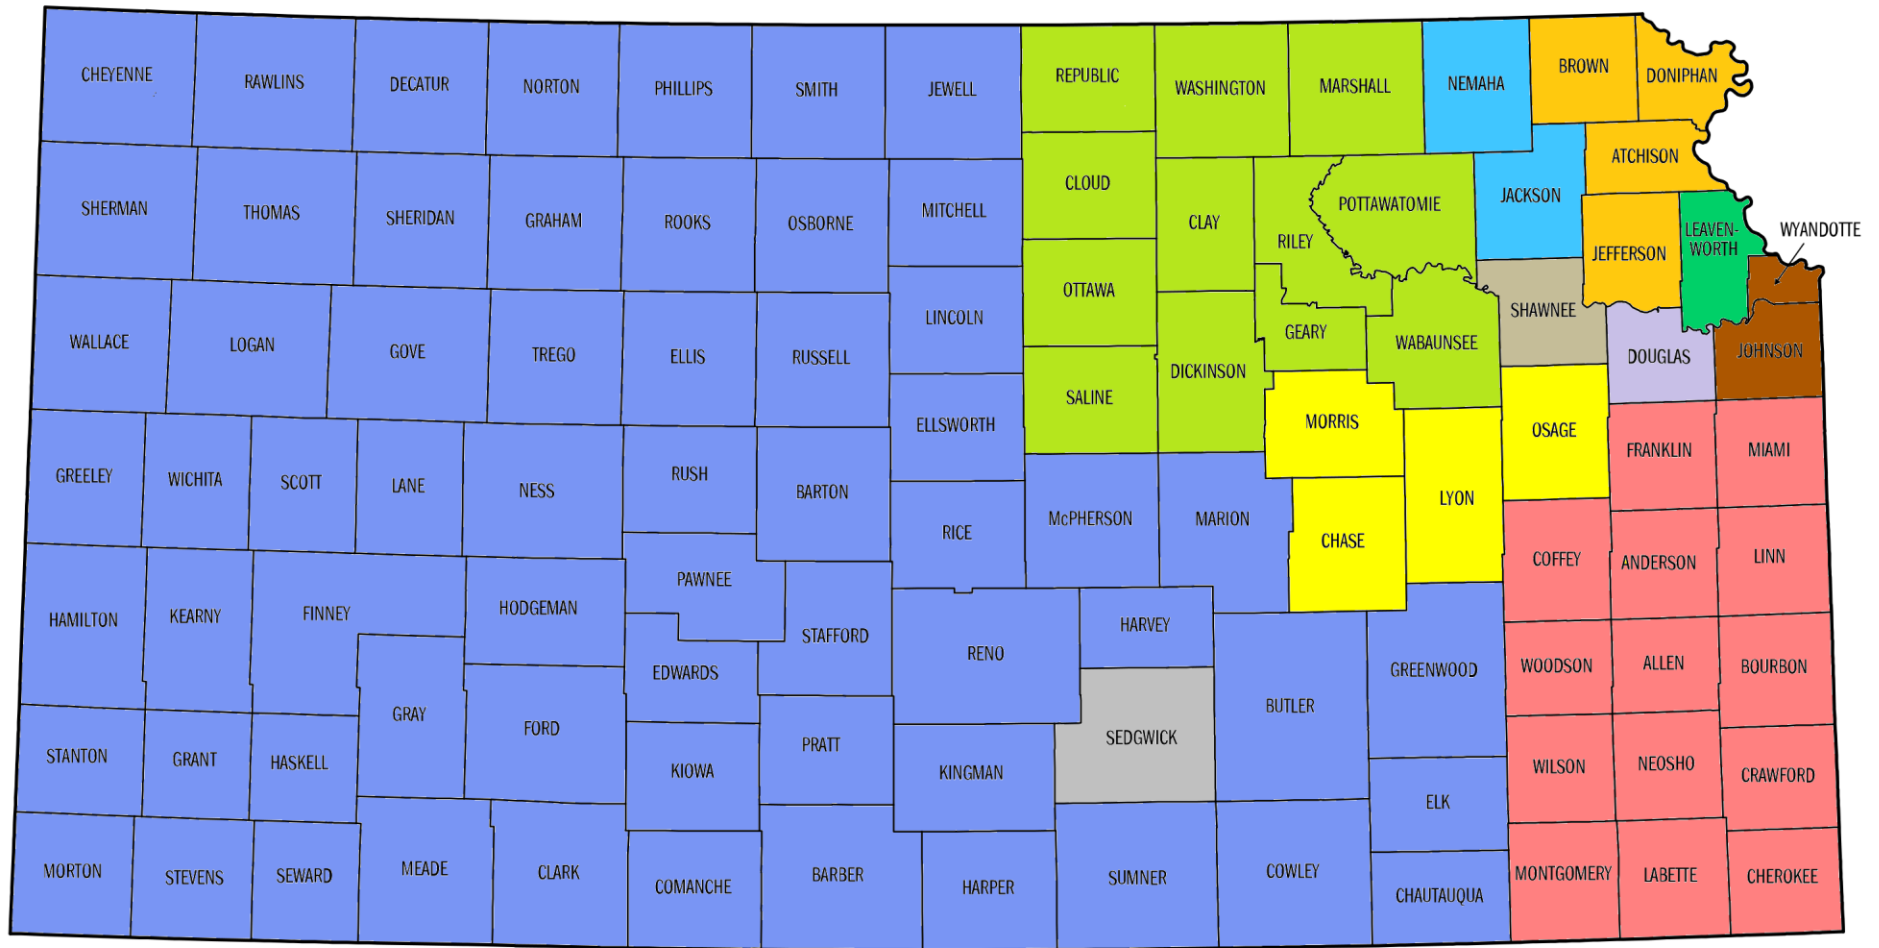 CHEYENNE
RAWLINS
DECATUR
NORTON
PHILLIPS
SMITH
JEWELL
REPUBLIC
WASHINGTON
MARSHALL
NEMAHA
BROWN
DONIPHAN
SHERMAN
THOMAS
SHERIDAN
GRAHAM
ROOKS
OSBORNE
MITCHELL
CLOUD
CLAY
RILEY
POTTAWATOMIE
JACKSON
ATCHISON
JEFFERSON
LEAVEN-
WORTH
WYANDOTTE
WALLACE
LOGAN
GOVE
TREGO
ELLIS
RUSSELL
LINCOLN
OTTAWA
DICKINSON
GEARY
WABAUNSEE
SHAWNEE
DOUGLAS
JOHNSON
ELLSWORTH
SALINE
MORRIS
OSAGE
FRANKLIN
MIAMI
GREELEY
WICHITA
SCOTT
LANE
NESS
RUSH
BARTON
RICE
McPHERSON
MARION
CHASE
LYON
COFFEY
ANDERSON
LINN
HAMILTON
KEARNY
FINNEY
HODGEMAN
PAWNEE
STAFFORD
RENO
HARVEY
BUTLER
GREENWOOD
WOODSON
ALLEN
BOURBON
EDWARDS
GRAY
FORD
STANTON
GRANT
HASKELL
KIOWA
PRATT
KINGMAN
SEDGWICK
ELK
WILSON
NEOSHO
CRAWFORD
MORTON
STEVENS
SEWARD
MEADE
CLARK
COMANCHE
BARBER
HARPER
SUMNER
COWLEY
CHAUTAUQUA
MONTGOMERY
LABETTE
CHEROKEE